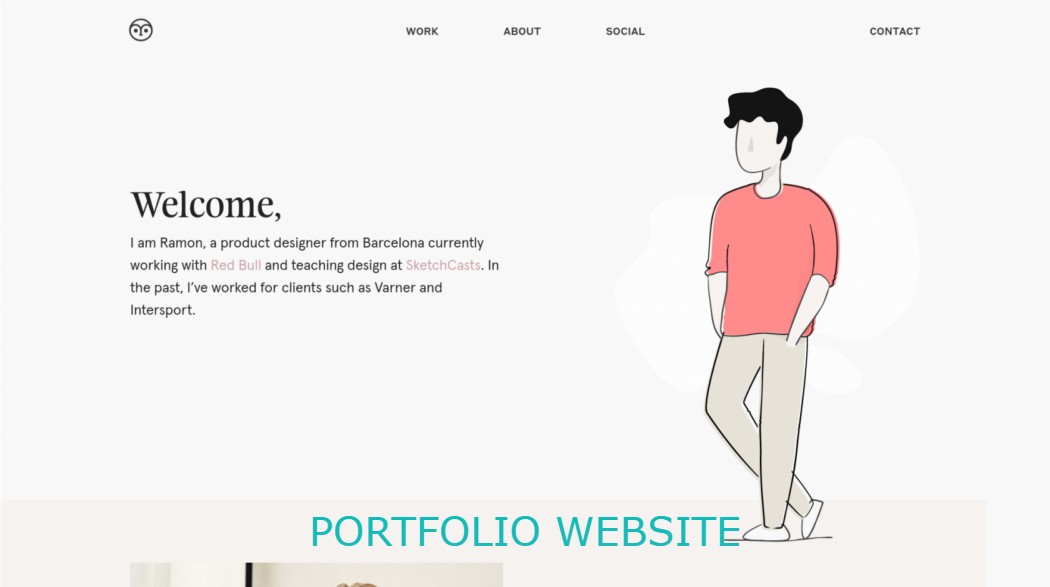 WORK ABOUT SOCIAL CONTACT
Welcome,
I am Ramon, a product designer from Barcelona currently
working with Red Bull and teaching design at SketchCasts. In
the past, I’ve worked for clients such as Varner and
Intersport.
PORTFOLIO WEBSITE